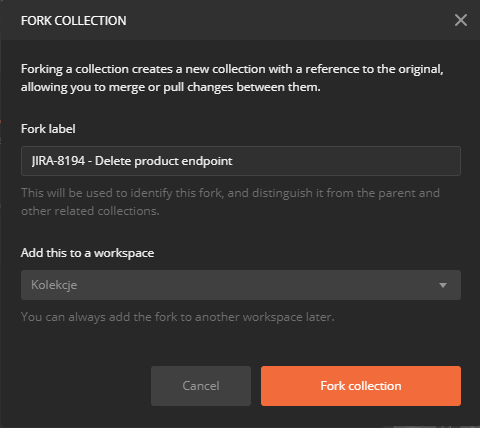 FORK COLLECTION
Forking a collection creates a new collection with a reference to the original,
allowing you to merge or pull changes between them.
Fork label
JIRA-8194 - Delete product endpoint
This will be used to identify this fork, and distinguish it from the parent and
other related collections.
Add this to a workspace
Kolekcje
You can always add the fork to another workspace later.
Cancel
Fork collection